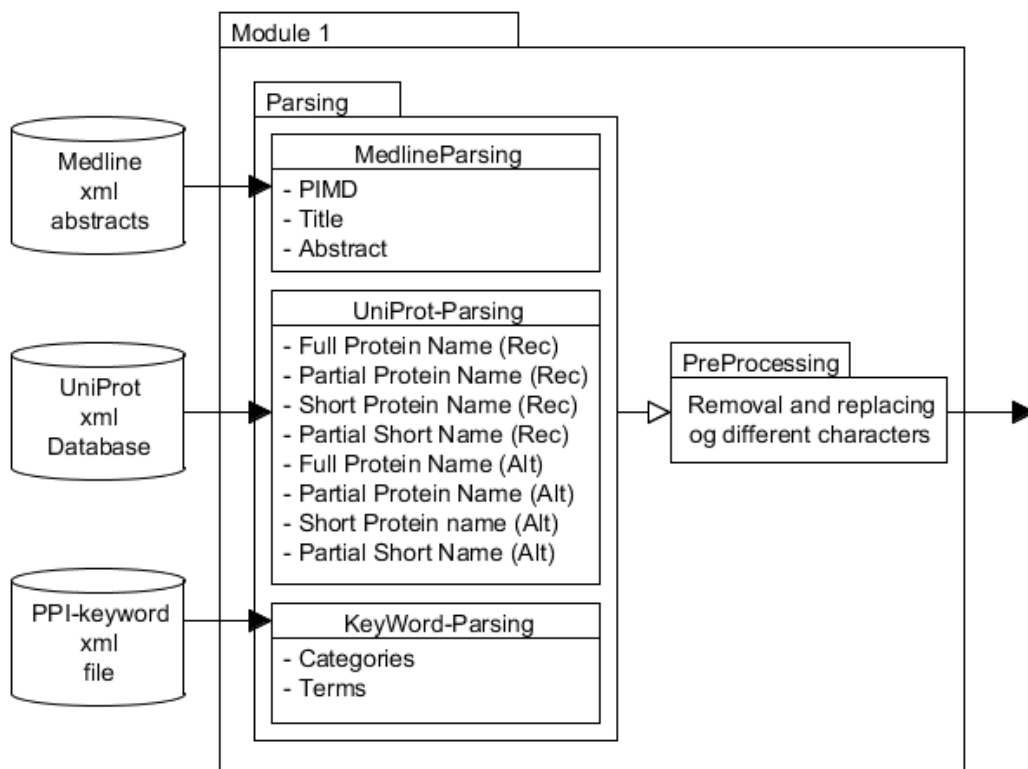 Module 1
Parsing
Medline
xml
abstracts
MedlineParsing
- PIMD
- Title
- Abstract
UniProt
xml
Database
UniProt-Parsing
- Full Protein Name (Rec)
- Partial Protein Name (Rec)
- Short Protein Name (Rec)
- Partial Short Name (Rec)
- Full Protein Name (Alt)
- Partial Protein Name (Alt)
- Short Protein name (Alt)
- Partial Short Name (Alt)
PreProcessing
Removal and replacing
og different characters
PPI-keyword
xml
file
KeyWord-Parsing
- Categories
- Terms